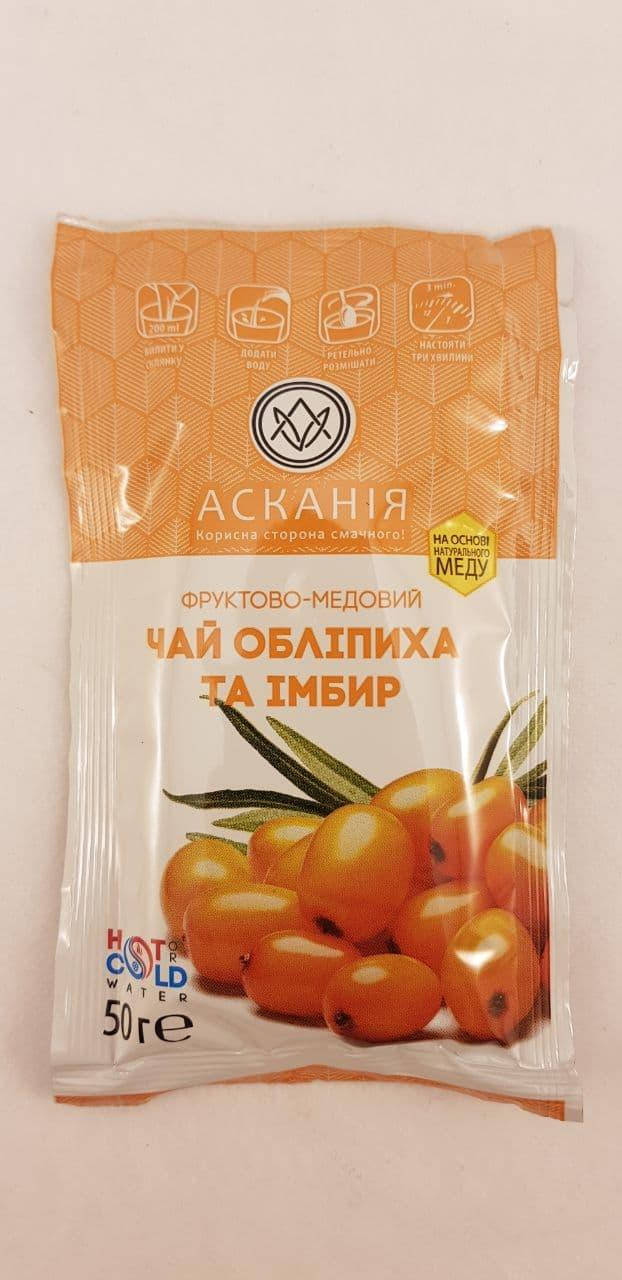 200 ml
3 min.
ВИЛИТИ У
СКЛЯНКУ
ДОДАТИ
ВОДУ
РЕТЕЛЬНО
РОЗМІШАТИ
НАСТОЯТИ
ТРИ ХВИЛИНИ
АСКАНІЯ
Корисна сторона смачного!
НА ОСНОВІ
НАТУРАЛЬНОГО
МЕДУ
ФРУКТОВО-МЕДОВИЙ
ЧАЙ ОБЛІПИХА
ТА ІМБИР
HOT OR
COLD
WATER
50 г e